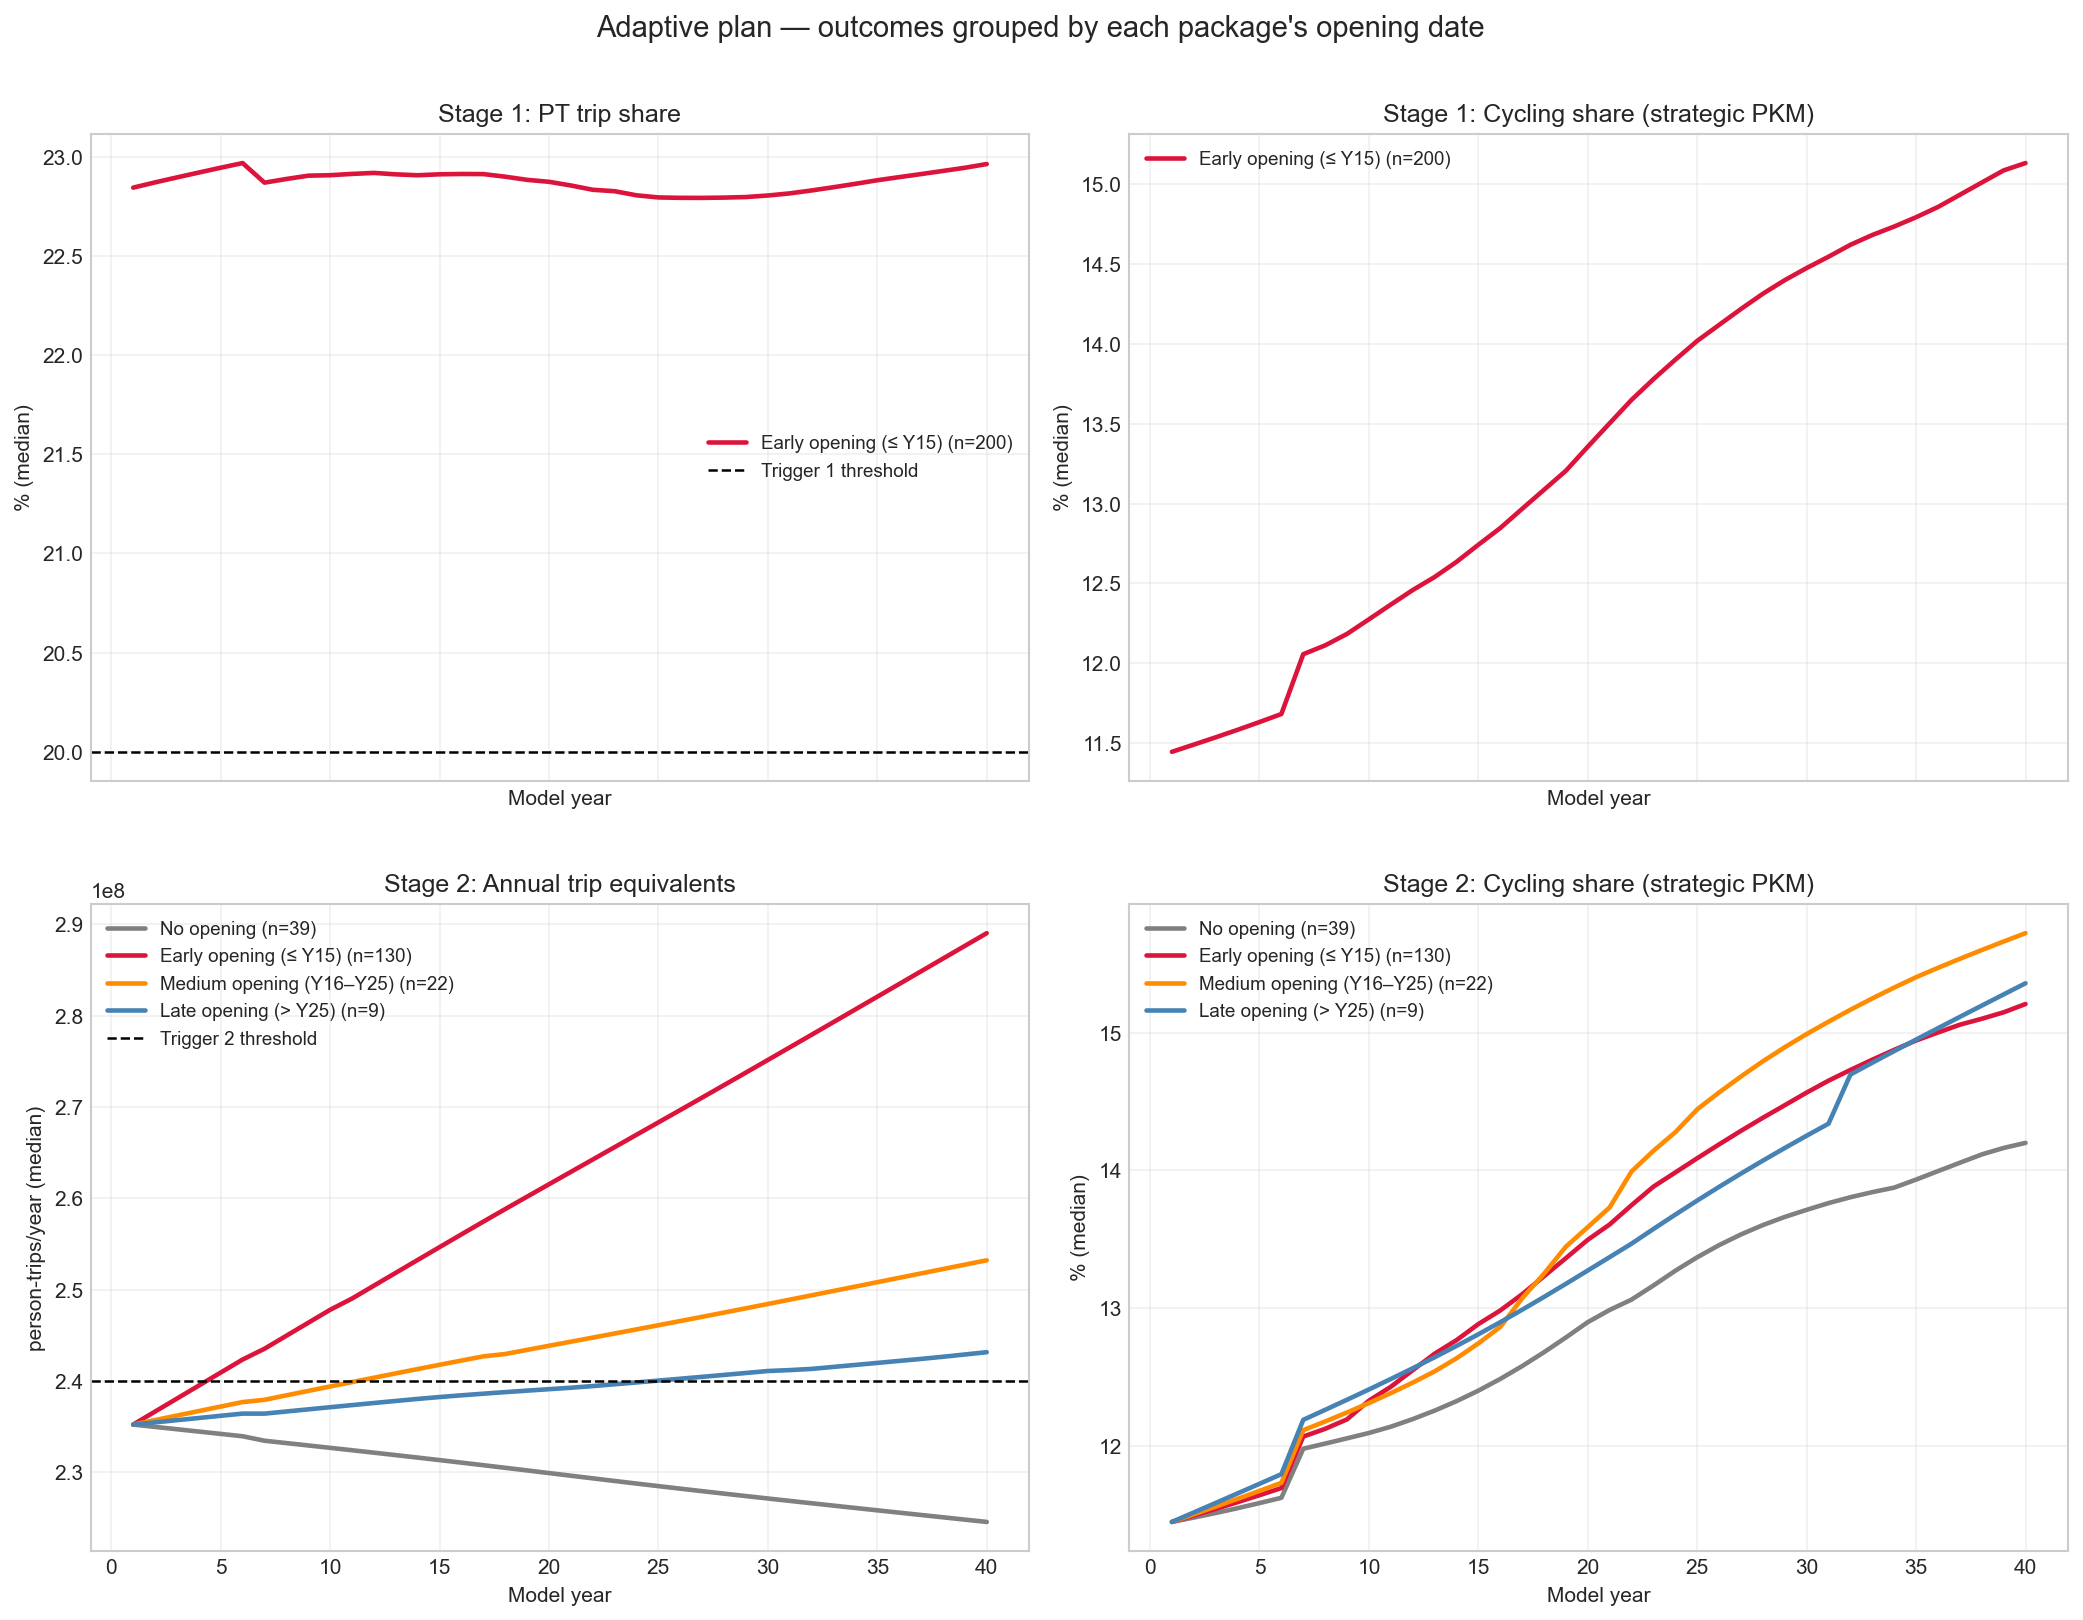 Adaptive plan — outcomes grouped by each package's opening date
Stage 1: PT trip share
% (median)
23.0
22.5
22.0
21.5
21.0
20.5
20.0
Early opening (≤ Y15) (n=200)
Trigger 1 threshold
Model year
Stage 1: Cycling share (strategic PKM)
% (median)
15.0
14.5
14.0
13.5
13.0
12.5
12.0
11.5
Early opening (≤ Y15) (n=200)
Model year
Stage 2: Annual trip equivalents
1e8
person-trips/year (median)
2.9
2.8
2.7
2.6
2.5
2.4
2.3
No opening (n=39)
Early opening (≤ Y15) (n=130)
Medium opening (Y16–Y25) (n=22)
Late opening (> Y25) (n=9)
Trigger 2 threshold
0 5 10 15 20 25 30 35 40
Model year
Stage 2: Cycling share (strategic PKM)
% (median)
15
14
13
12
No opening (n=39)
Early opening (≤ Y15) (n=130)
Medium opening (Y16–Y25) (n=22)
Late opening (> Y25) (n=9)
0 5 10 15 20 25 30 35 40
Model year